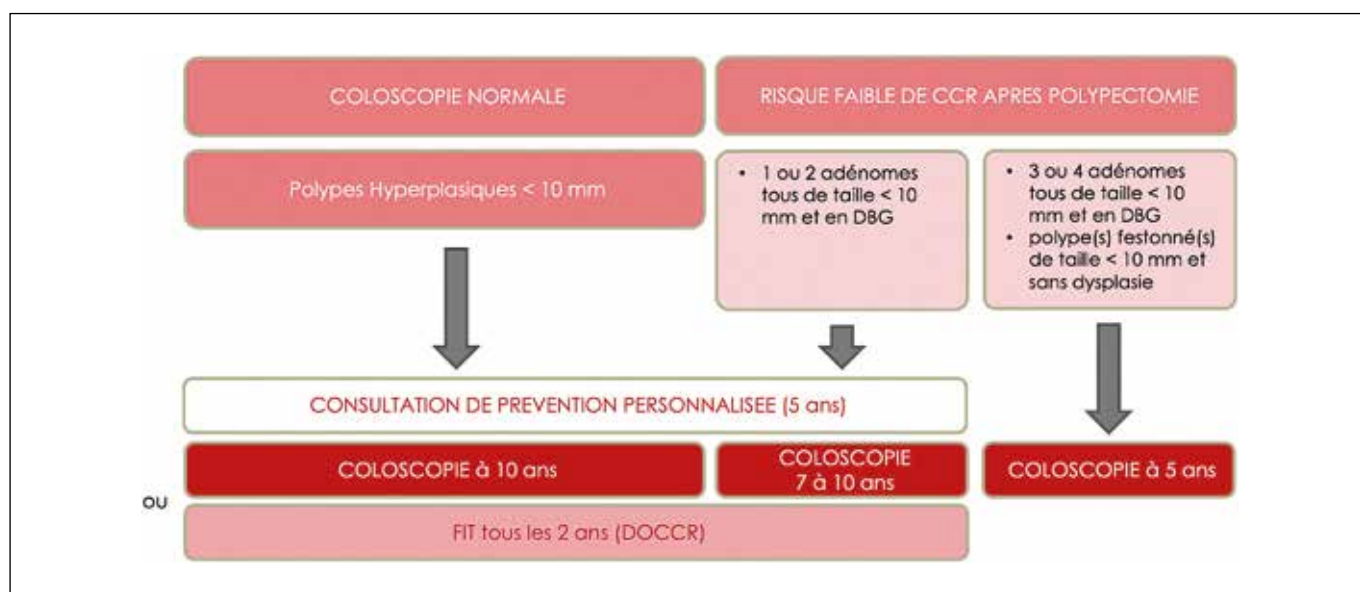 COLOSCOPIE NORMALE
RISQUE FAIBLE DE CCR APRES POLYPECTOMIE
Polypes Hyperplasiques < 10 mm
• 1 ou 2 adénomes
tous de taille < 10
mm et en DBG
• 3 ou 4 adénomes
tous de taille < 10
mm et en DBG
• polype(s) festonné(s)
de taille < 10 mm et
sans dysplasie
CONSULTATION DE PREVENTION PERSONNALISEE (5 ans)
COLOSCOPIE à 10 ans
COLOSCOPIE
7 à 10 ans
COLOSCOPIE à 5 ans
ou
FIT tous les 2 ans (DOCCR)